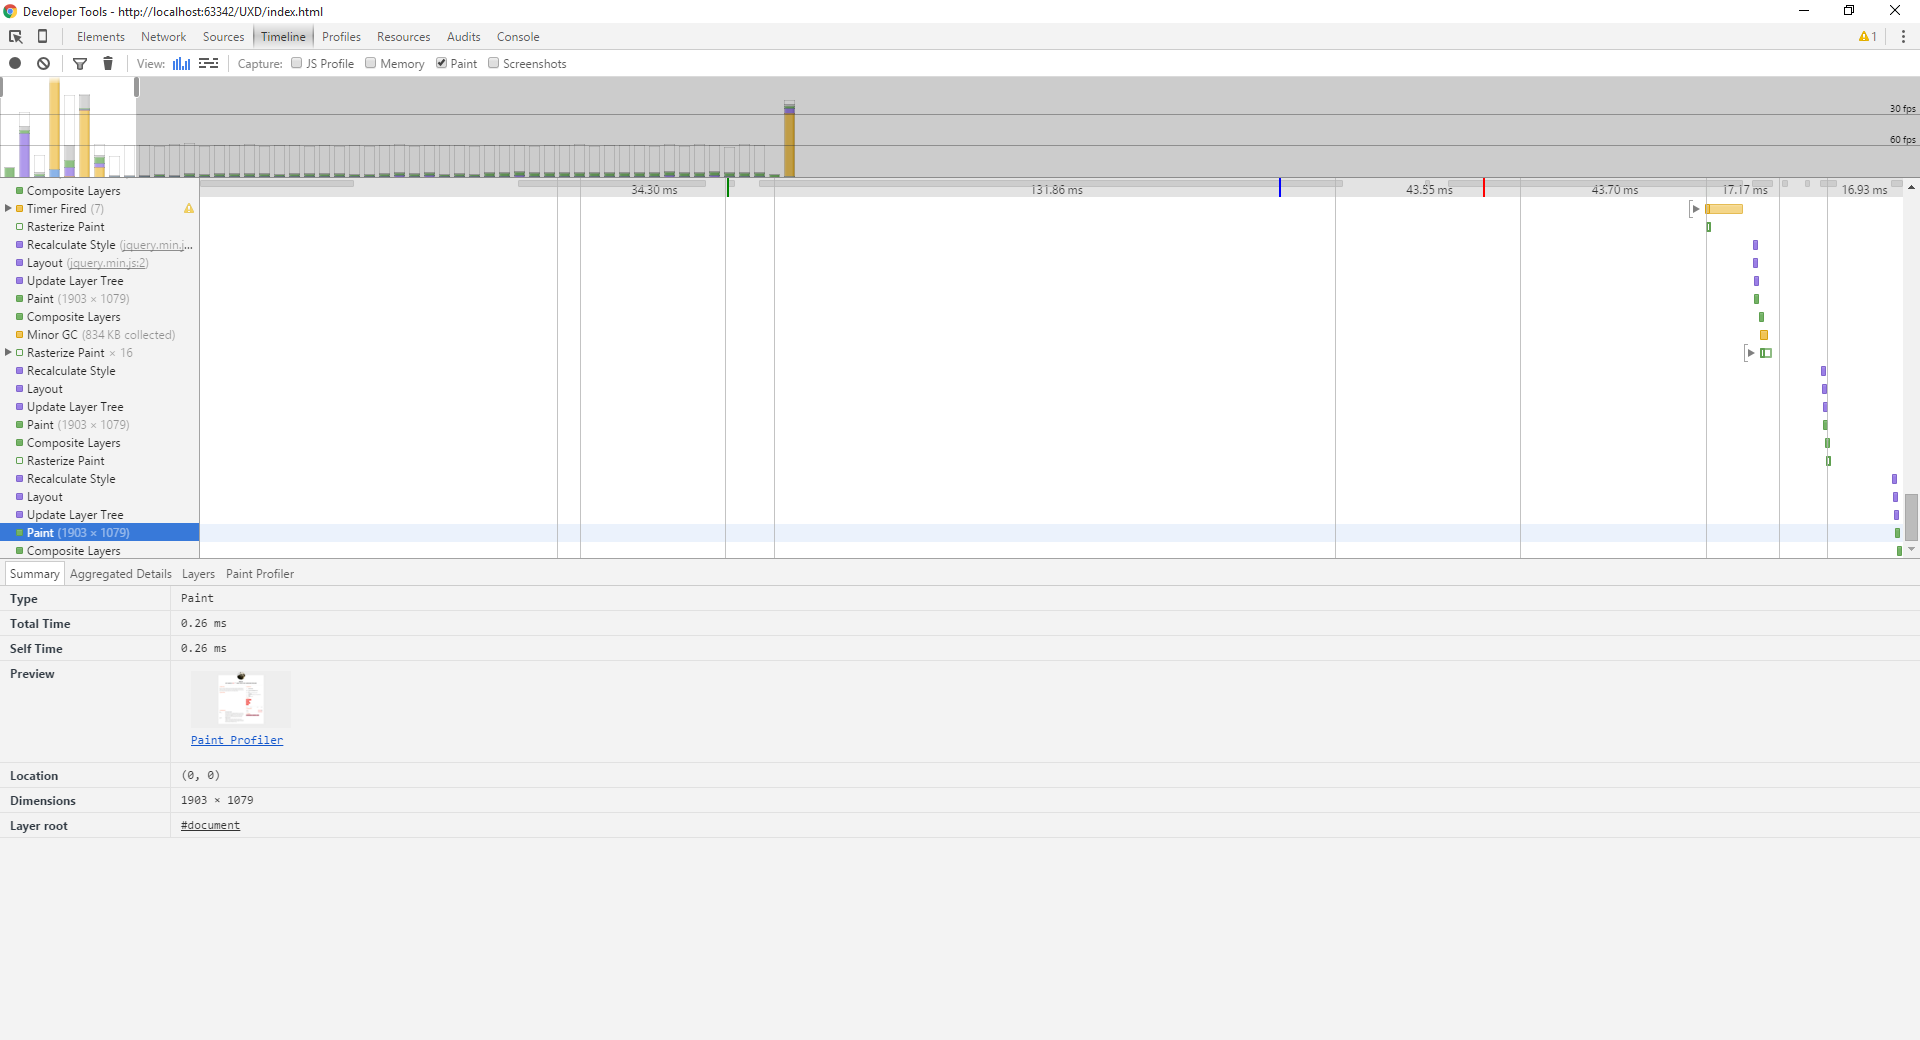 Developer Tools - http://localhost:63342/UXD/index.html
Elements Network Sources Timeline Profiles Resources Audits Console 1
View: Capture: JS Profile Memory Paint Screenshots
30 fps
60 fps
34.30 ms 131.86 ms 43.55 ms 43.70 ms 17.17 ms 16.93 ms
Composite Layers
Timer Fired (7)
Rasterize Paint
Recalculate Style (jquery.min.j...
Layout (jquery.min.js:2)
Update Layer Tree
Paint (1903 × 1079)
Composite Layers
Minor GC (834 KB collected)
Rasterize Paint × 16
Recalculate Style
Layout
Update Layer Tree
Paint (1903 × 1079)
Composite Layers
Rasterize Paint
Recalculate Style
Layout
Update Layer Tree
Paint (1903 × 1079)
Composite Layers
Summary Aggregated Details Layers Paint Profiler
Type Paint
Total Time 0.26 ms
Self Time 0.26 ms
Preview
Paint Profiler
Location (0, 0)
Dimensions 1903 × 1079
Layer root #document